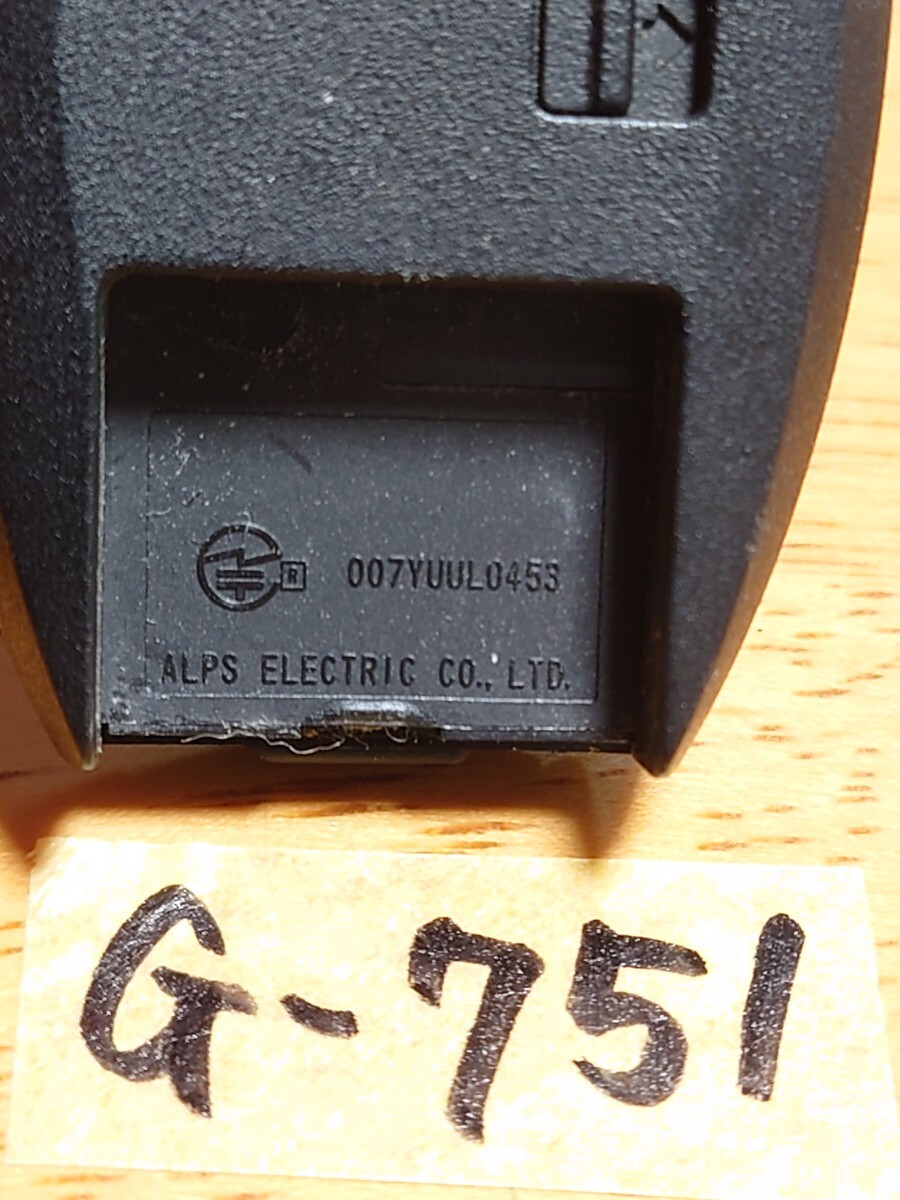 R 007YUUL0453
ALPS ELECTRIC CO., LTD.
G-751